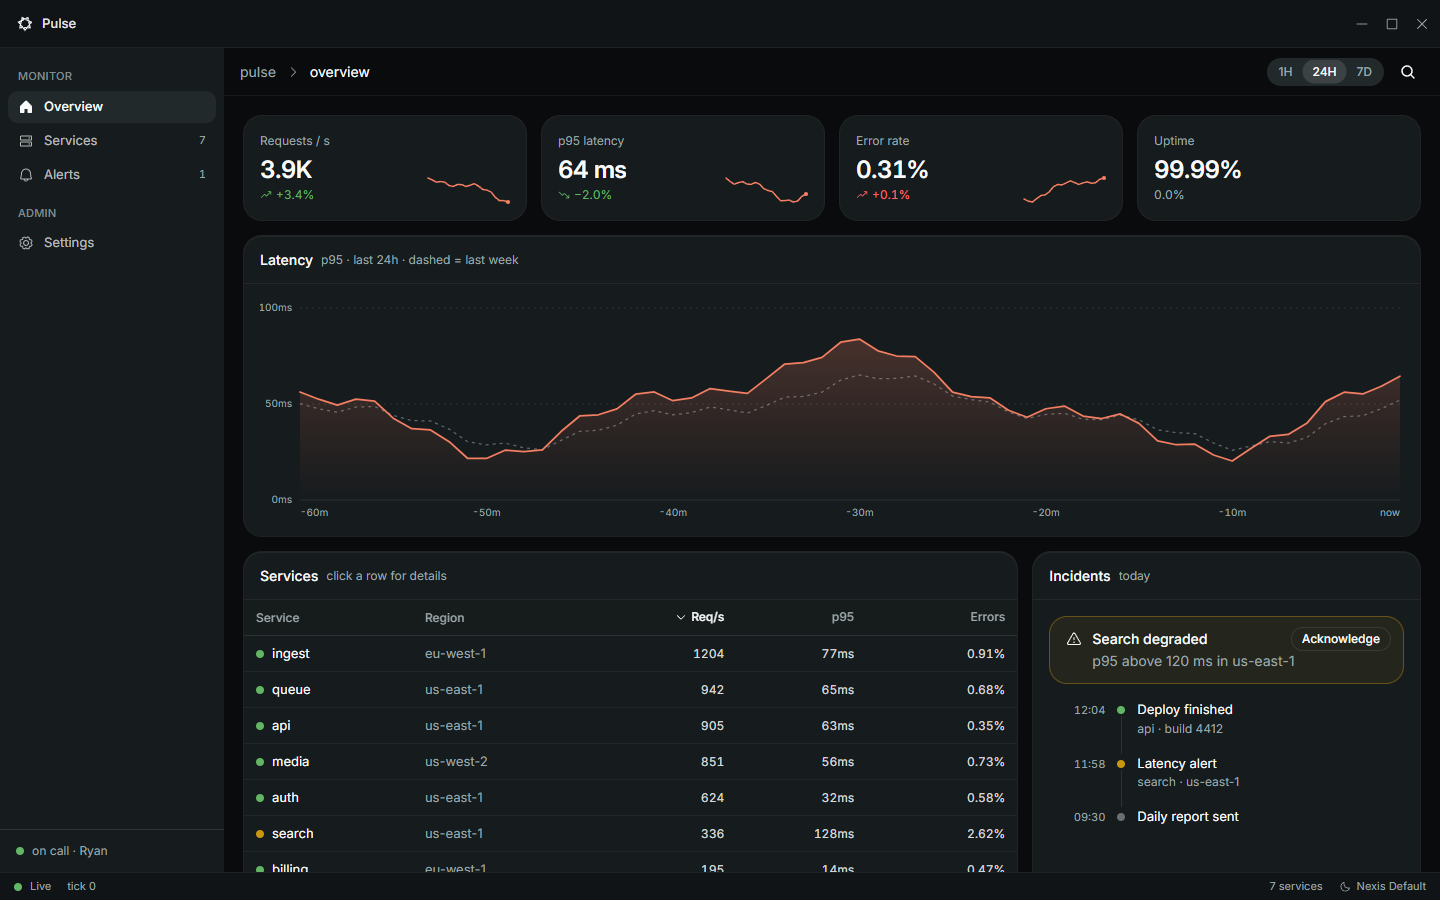 Pulse
MONITOR
Overview
Services 7
Alerts 1
ADMIN
Settings
on call · Ryan
pulse > overview
1H 24H 7D
Requests / s
3.9K
+3.4%
p95 latency
64 ms
−2.0%
Error rate
0.31%
+0.1%
Uptime
99.99%
0.0%
Latency p95 · last 24h · dashed = last week
100ms
50ms
0ms
-60m -50m -40m -30m -20m -10m now
Services click a row for details
Service Region Req/s p95 Errors
ingest eu-west-1 1204 77ms 0.91%
queue us-east-1 942 65ms 0.68%
api us-east-1 905 63ms 0.35%
media us-west-2 851 56ms 0.73%
auth us-east-1 624 32ms 0.58%
search us-east-1 336 128ms 2.62%
billing eu-west-1 195 14ms 0.47%
Incidents today
Search degraded Acknowledge
p95 above 120 ms in us-east-1
12:04 Deploy finished
api · build 4412
11:58 Latency alert
search · us-east-1
09:30 Daily report sent
Live tick 0
7 services Nexis Default